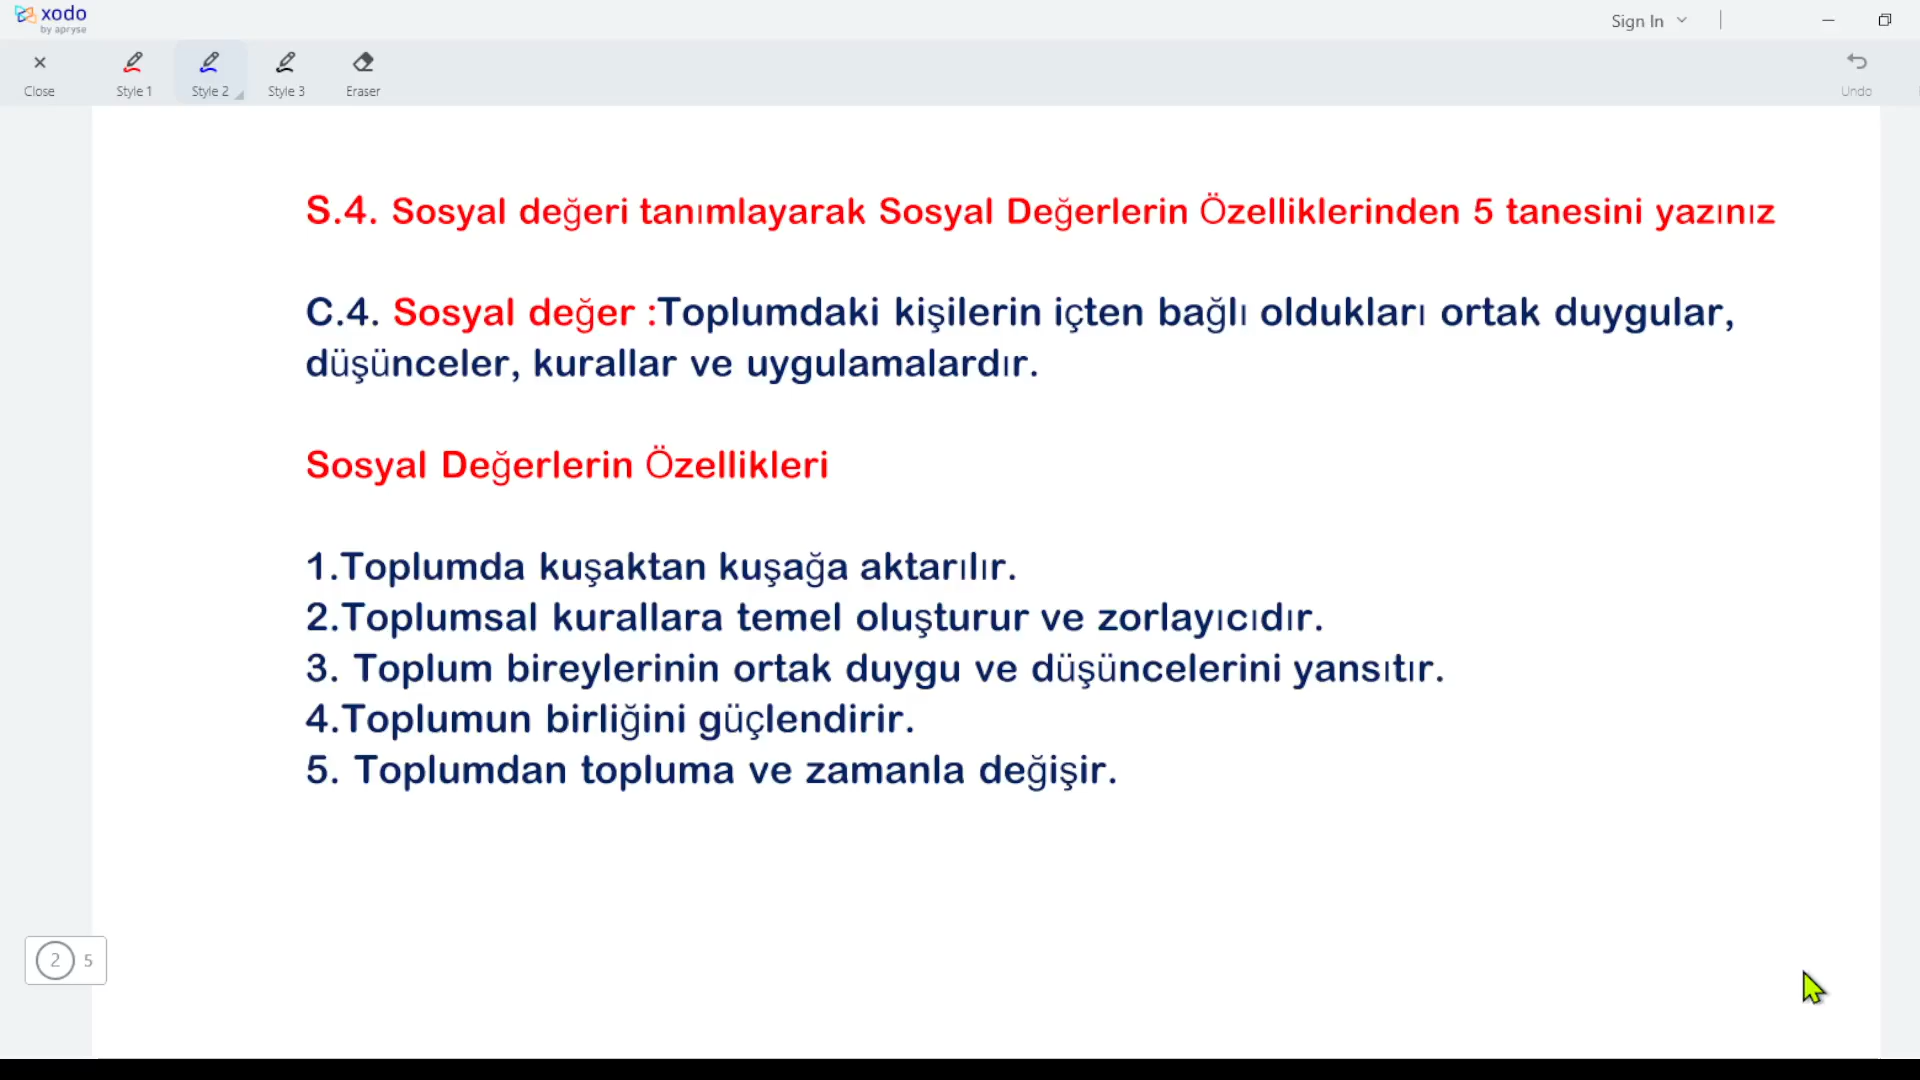 xodo
by apryse
Sign In
Close
Style 1
Style 2
Style 3
Eraser
Undo
S.4. Sosyal değeri tanımlayarak Sosyal Değerlerin Özelliklerinden 5 tanesini yazınız
C.4. Sosyal değer :Toplumdaki kişilerin içten bağlı oldukları ortak duygular,
düşünceler, kurallar ve uygulamalardır.
Sosyal Değerlerin Özellikleri
1.Toplumda kuşaktan kuşağa aktarılır.
2.Toplumsal kurallara temel oluşturur ve zorlayıcıdır.
3. Toplum bireylerinin ortak duygu ve düşüncelerini yansıtır.
4.Toplumun birliğini güçlendirir.
5. Toplumdan topluma ve zamanla değişir.
2 5